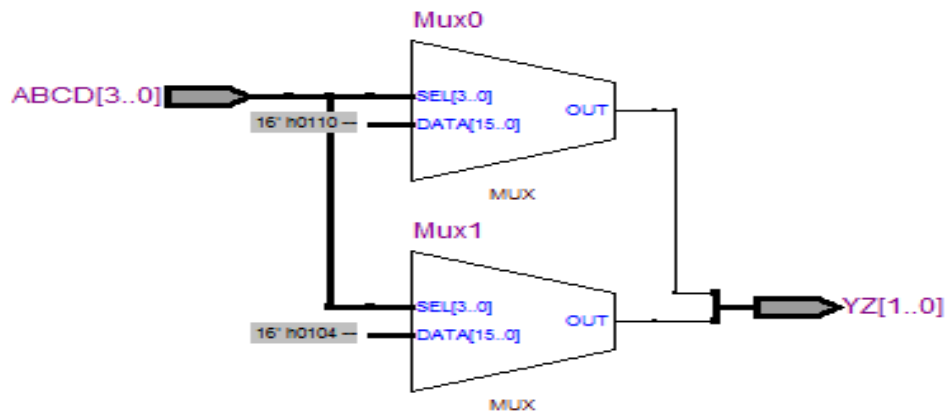 Mux0
ABCD[3..0]
SEL[3..0]
16' h0110 --
DATA[15..0]
OUT
MUX
Mux1
SEL[3..0]
16' h0104 --
DATA[15..0]
OUT
YZ[1..0]
MUX